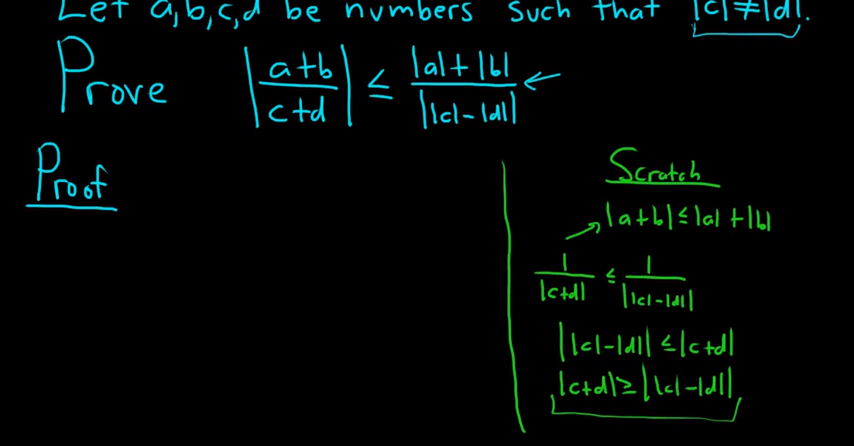 Let a,b,c,d be numbers such that |c|≠|d|.
Prove |a+b/c+d| ≤ |a|+|b|/||c|-|d|| ←
Proof
Scratch
|a+b|≤|a|+|b|
1/|c+d| ≤ 1/||c|-|d||
||c|-|d|| ≤|c+d|
|c+d|≥||c|-|d||